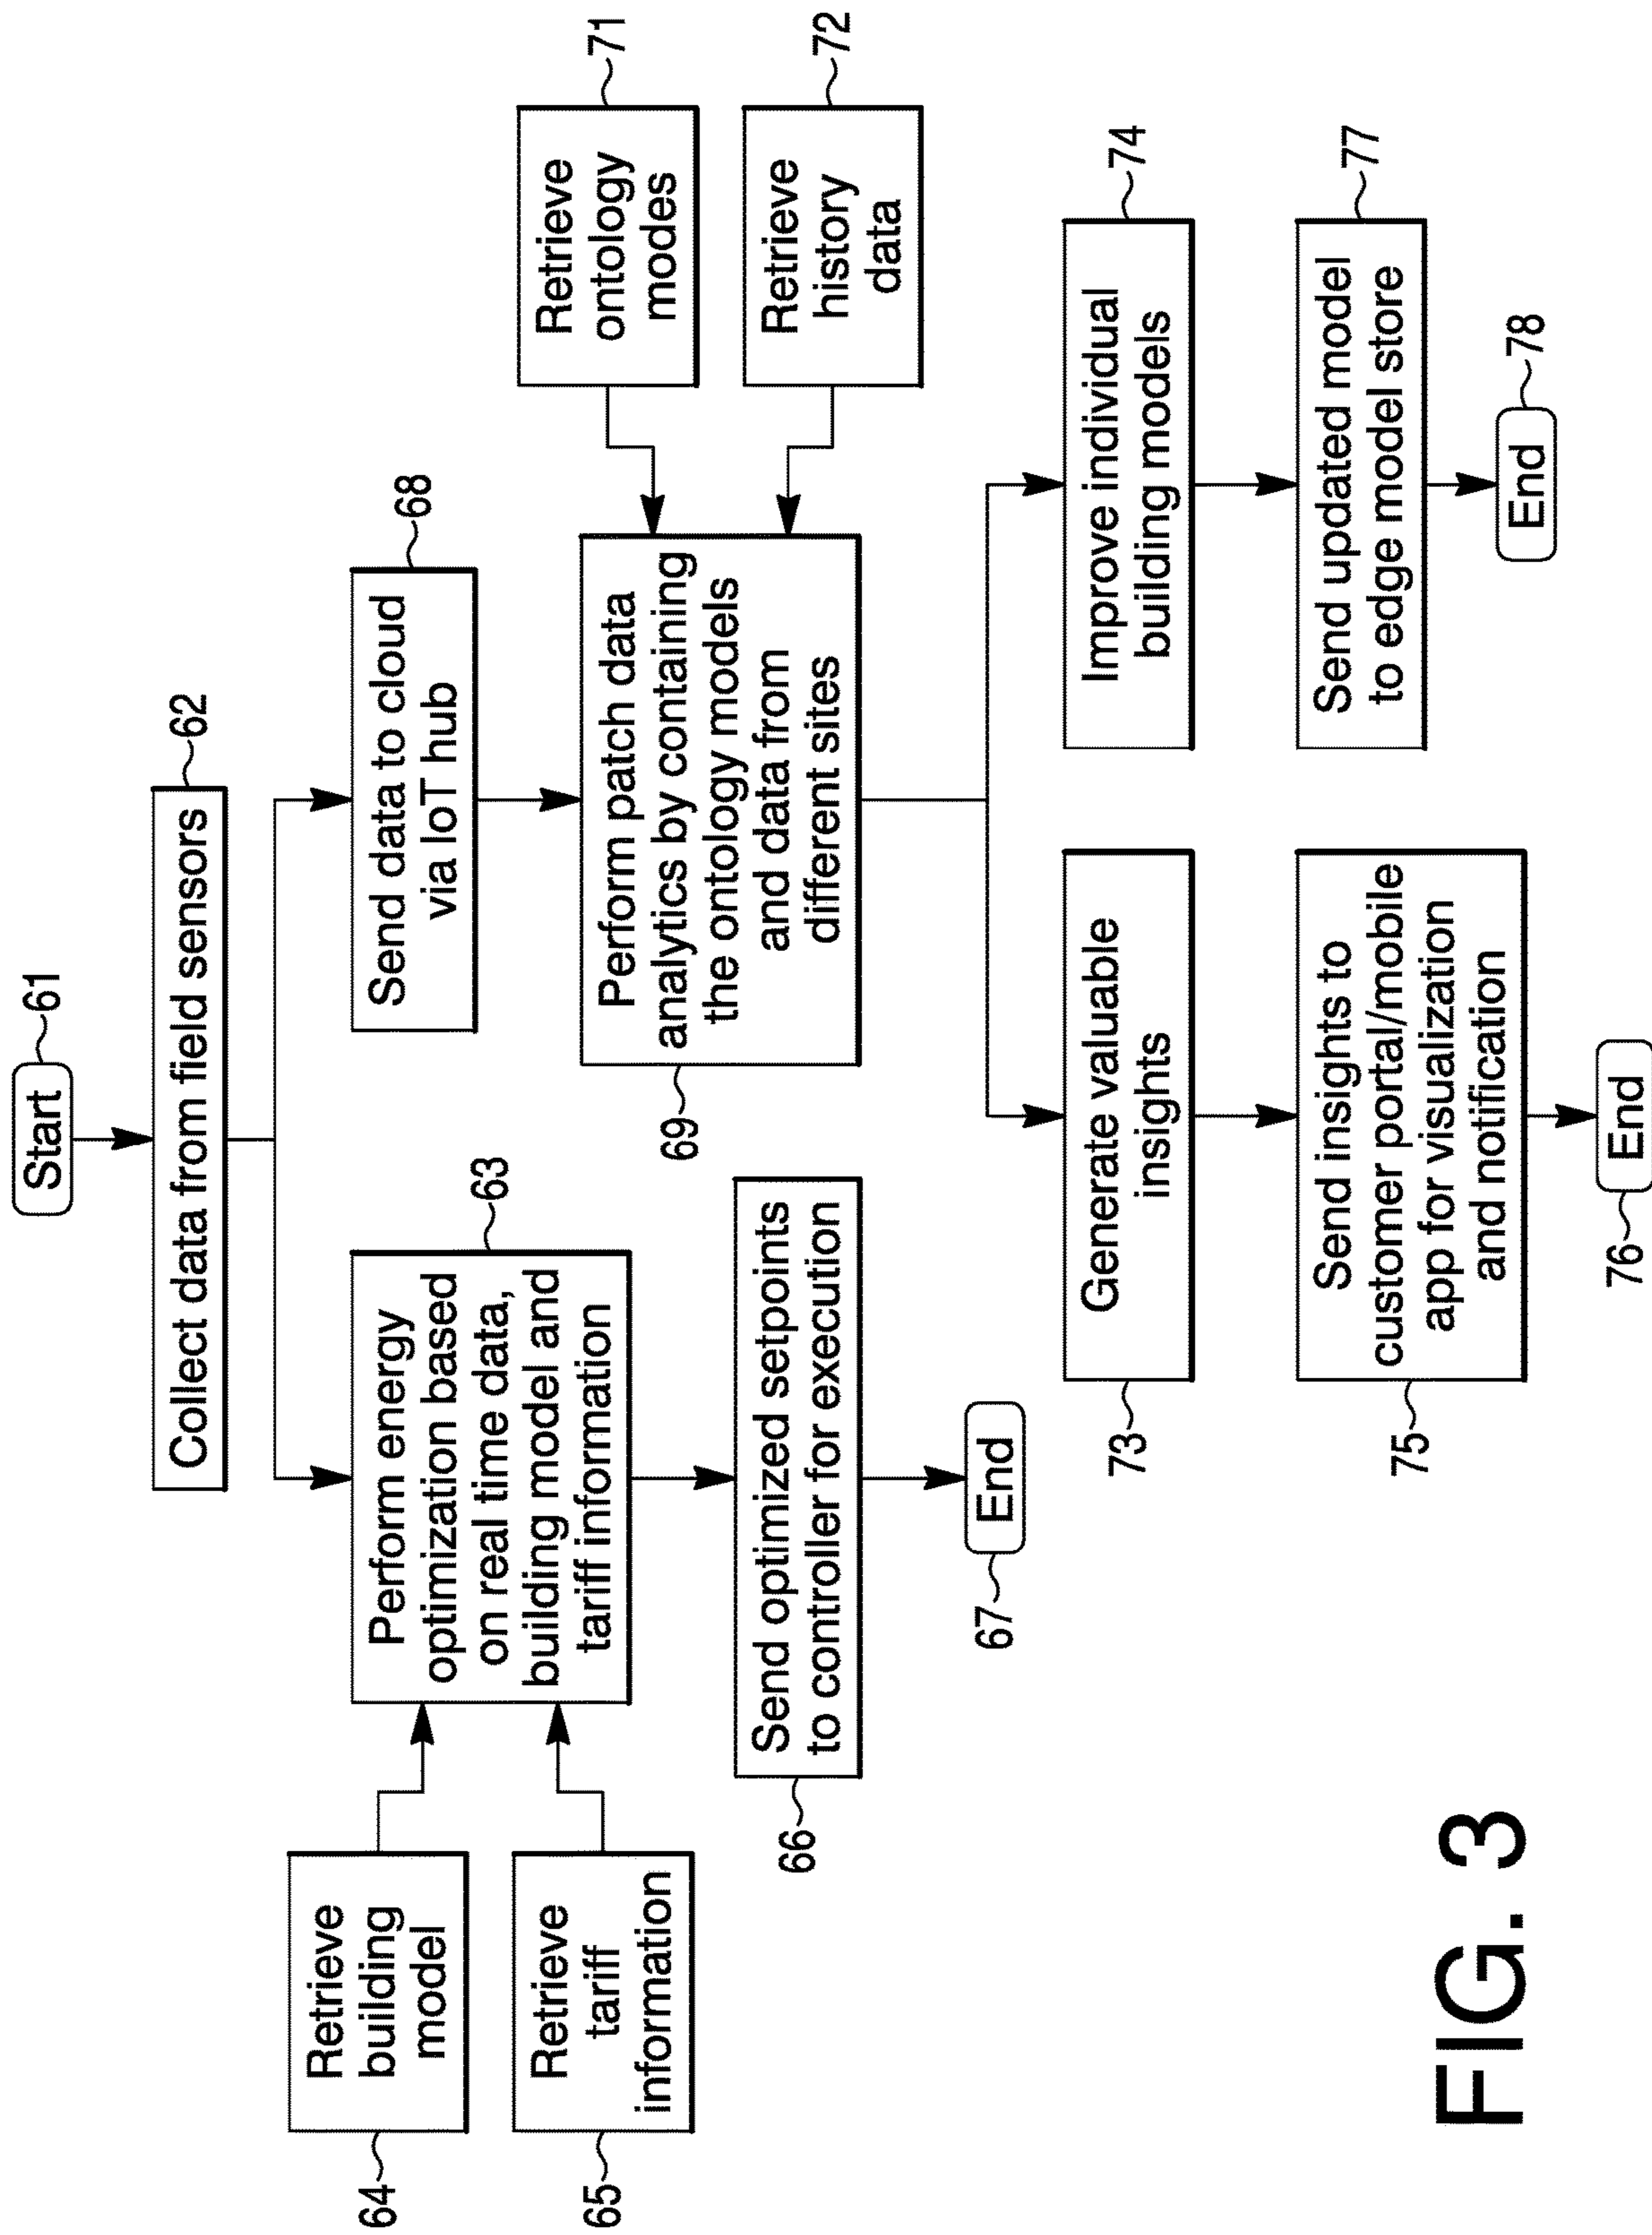 Start
61
Collect data from field sensors
62
Perform energy
optimization based
on real time data,
building model and
tariff information
63
Retrieve
building
model
64
Retrieve
tariff
information
65
Send optimized setpoints
to controller for execution
66
End
67
Send data to cloud
via IoT hub
68
Perform patch data
analytics by containing
the ontology models
and data from
different sites
69
Retrieve
ontology
modes
71
Retrieve
history
data
72
Generate valuable
insights
73
Improve individual
building models
74
Send insights to
customer portal/mobile
app for visualization
and notification
75
End
76
Send updated model
to edge model store
77
End
78
FIG. 3